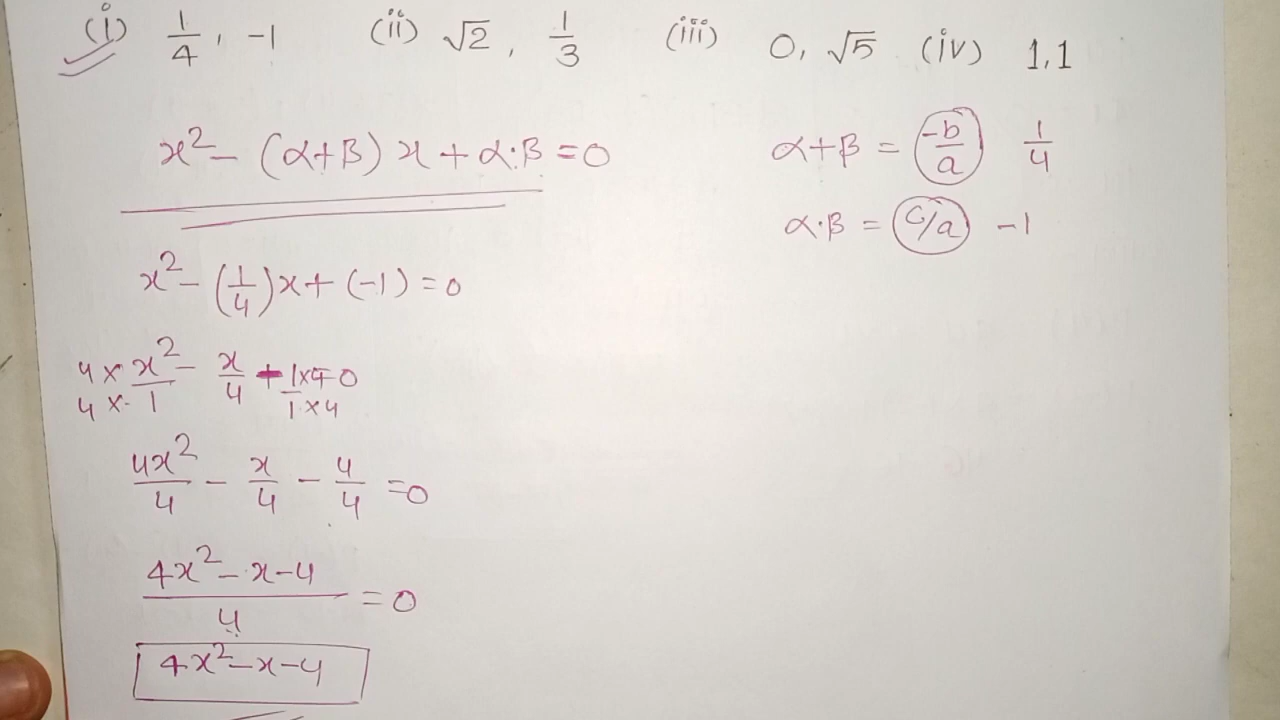 (i) 1/4, -1 (ii) √2, 1/3 (iii) 0, √5 (iv) 1,1
x² - (α+β) x + α·β = 0
α+β = -b/a 1/4
α·β = c/a -1
x² - (1/4)x + (-1) = 0
4 × x²/4 × 1 - x/4 + 1×4/1×4 = 0
4x²/4 - x/4 - 4/4 = 0
4x² - x - 4/4 = 0
4x² - x - 4